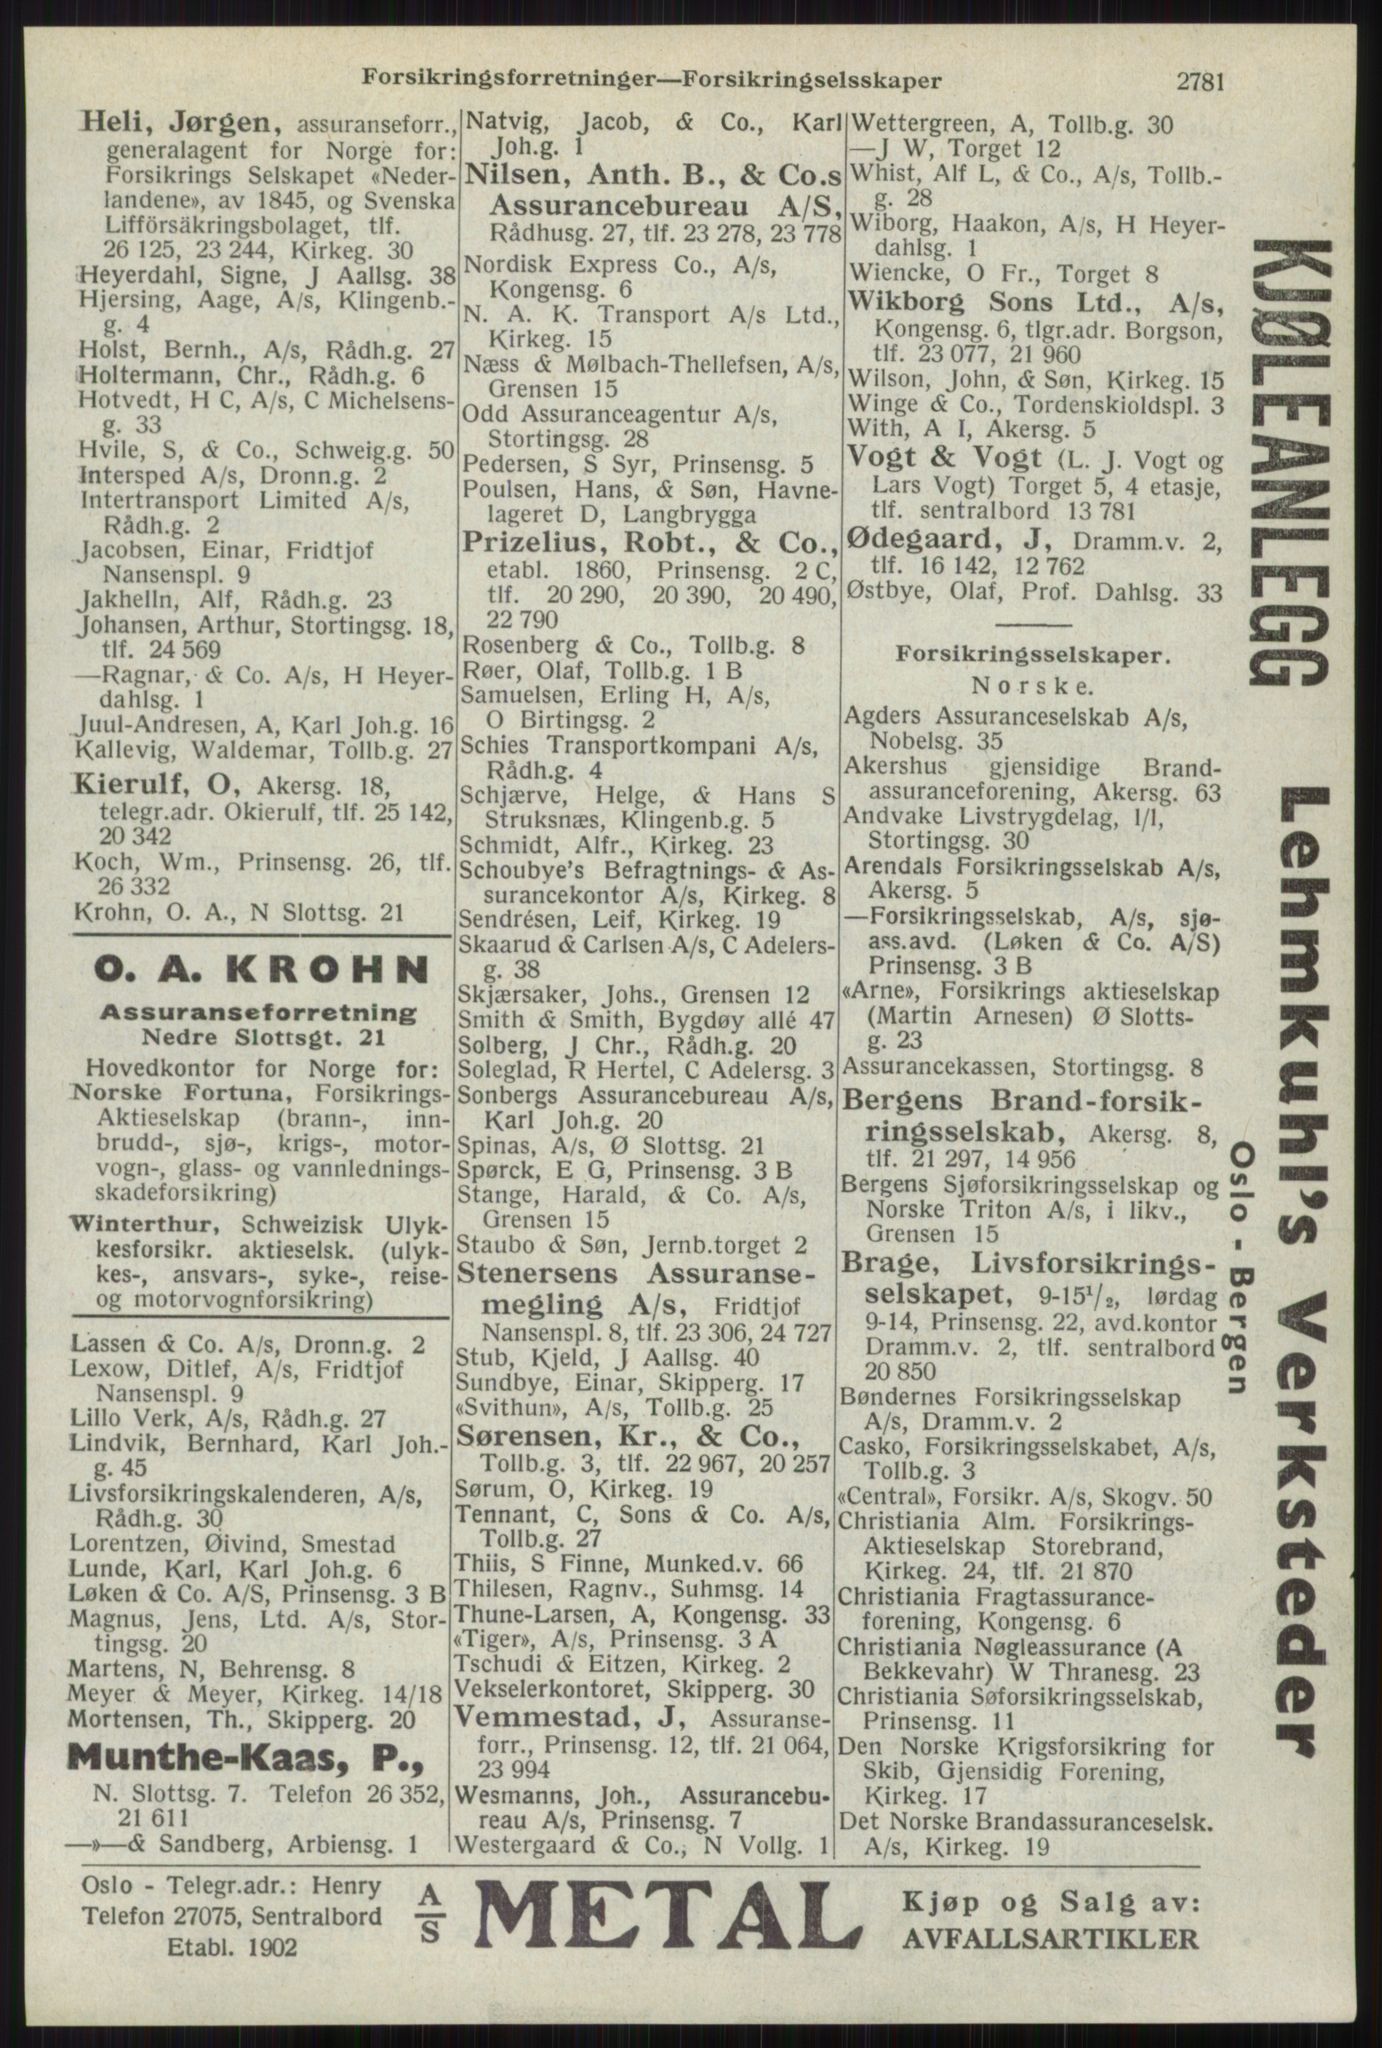 Forsikringsforretninger—Forsikringselsskaper 2781
Heli, Jørgen, assuranseforr.,
generalagent for Norge for:
Forsikrings Selskapet «Neder-
landene», av 1845, og Svenska
Lifförsäkringsbolaget, tlf.
26 125, 23 244, Kirkeg. 30
Heyerdahl, Signe, J Aallsg. 38
Hjersing, Aage, A/s, Klingenb.-
g. 4
Holst, Bernh., A/s, Rådh.g. 27
Holtermann, Chr., Rådh.g. 6
Hotvedt, H C, A/s, C Michelsens-
g. 33
Hvile, S, & Co., Schweig.g. 50
Intersped A/s, Dronn.g. 2
Intertransport Limited A/s,
Rådh.g. 2
Jacobsen, Einar, Fridtjof
Nansenspl. 9
Jakhelln, Alf, Rådh.g. 23
Johansen, Arthur, Stortingsg. 18,
tlf. 24 569
—Ragnar, & Co. A/s, H Heyer-
dahlsg. 1
Juul-Andresen, A, Karl Joh.g. 16
Kallevig, Waldemar, Tollb.g. 27
Kierulf, O, Akersg. 18,
telegr.adr. Okierulf, tlf. 25 142,
20 342
Koch, Wm., Prinsensg. 26, tlf.
26 332
Krohn, O. A., N Slottsg. 21
O. A. KROHN
Assuranseforretning
Nedre Slottsgt. 21
Hovedkontor for Norge for:
Norske Fortuna, Forsikrings-
Aktieselskap (brann-, inn-
brudd-, sjø-, krigs-, motor-
vogn-, glass- og vannlednings-
skadeforsikring)
Winterthur, Schweizisk Ulyk-
kesforsikr. aktieselsk. (ulyk-
kes-, ansvars-, syke-, reise-
og motorvognforsikring)
Lassen & Co. A/s, Dronn.g. 2
Lexow, Ditlef, A/s, Fridtjof
Nansenspl. 9
Lillo Verk, A/s, Rådh.g. 27
Lindvik, Bernhard, Karl Joh.-
g. 45
Livsforsikringskalenderen, A/s,
Rådh.g. 30
Lorentzen, Øivind, Smestad
Lunde, Karl, Karl Joh.g. 6
Løken & Co. A/S, Prinsensg. 3 B
Magnus, Jens, Ltd. A/s, Stor-
tingsg. 20
Martens, N, Behrensg. 8
Meyer & Meyer, Kirkeg. 14/18
Mortensen, Th., Skipperg. 20
Munthe-Kaas, P.,
N. Slottsg. 7. Telefon 26 352,
21 611
—»—& Sandberg, Arbiensg. 1
Natvig, Jacob, & Co., Karl
Joh.g. 1
Nilsen, Anth. B., & Co.s
Assurancebureau A/S,
Rådhusg. 27, tlf. 23 278, 23 778
Nordisk Express Co., A/s,
Kongensg. 6
N. A. K. Transport A/s Ltd.,
Kirkeg. 15
Næss & Mølbach-Thellefsen, A/s,
Grensen 15
Odd Assuranceagentur A/s,
Stortingsg. 28
Pedersen, S Syr, Prinsensg. 5
Poulsen, Hans, & Søn, Havne-
lageret D, Langbrygga
Prizelius, Robt., & Co.,
etabl. 1860, Prinsensg. 2 C,
tlf. 20 290, 20 390, 20 490,
22 790
Rosenberg & Co., Tollb.g. 8
Røer, Olaf, Tollb.g. 1 B
Samuelsen, Erling H, A/s,
O Birtingsg. 2
Schies Transportkompani A/s,
Rådh.g. 4
Schjærve, Helge, & Hans S
Struksnæs, Klingenb.g. 5
Schmidt, Alfr., Kirkeg. 23
Schoubye's Befragtnings- & As-
surancekontor A/s, Kirkeg. 8
Sendrésen, Leif, Kirkeg. 19
Skaarud & Carlsen A/s, C Adelers-
g. 38
Skjærsaker, Johs., Grensen 12
Smith & Smith, Bygdøy allé 47
Solberg, J Chr., Rådh.g. 20
Soleglad, R Hertel, C Adelersg. 3
Sonbergs Assurancebureau A/s,
Karl Joh.g. 20
Spinas, A/s, Ø Slottsg. 21
Spørck, E G, Prinsensg. 3 B
Stange, Harald, & Co. A/s,
Grensen 15
Staubo & Søn, Jernb.torget 2
Stenersens Assuranse-
megling A/s, Fridtjof
Nansenspl. 8, tlf. 23 306, 24 727
Stub, Kjeld, J Aallsg. 40
Sundbye, Einar, Skipperg. 17
«Svithun», A/s, Tollb.g. 25
Sørensen, Kr., & Co.,
Tollb.g. 3, tlf. 22 967, 20 257
Sørum, O, Kirkeg. 19
Tennant, C, Sons & Co. A/s,
Tollb.g. 27
Thiis, S Finne, Munked.v. 66
Thilesen, Ragnv., Suhmsg. 14
Thune-Larsen, A, Kongensg. 33
«Tiger», A/s, Prinsensg. 3 A
Tschudi & Eitzen, Kirkeg. 2
Vekselerkontoret, Skipperg. 30
Vemmestad, J, Assuranse-
forr., Prinsensg. 12, tlf. 21 064,
23 994
Wesmanns, Joh., Assurancebu-
reau A/s, Prinsensg. 7
Westergaard & Co., N Vollg. 1
Wettergreen, A, Tollb.g. 30
—J W, Torget 12
Whist, Alf L, & Co., A/s, Tollb.-
g. 28
Wiborg, Haakon, A/s, H Heyer-
dahlsg. 1
Wiencke, O Fr., Torget 8
Wikborg Sons Ltd., A/s,
Kongensg. 6, tlgr.adr. Borgson,
tlf. 23 077, 21 960
Wilson, John, & Søn, Kirkeg. 15
Winge & Co., Tordenskioldspl. 3
With, A I, Akersg. 5
Vogt & Vogt (L. J. Vogt og
Lars Vogt) Torget 5, 4 etasje,
tlf. sentralbord 13 781
Ødegaard, J, Dramm.v. 2,
tlf. 16 142, 12 762
Østbye, Olaf, Prof. Dahlsg. 33
Forsikringsselskaper.
Norske.
Agders Assuranceselskab A/s,
Nobelsg. 35
Akershus gjensidige Brand-
assuranceforening, Akersg. 63
Andvake Livstrygdelag, l/l,
Stortingsg. 30
Arendals Forsikringsselskab A/s,
Akersg. 5
—Forsikringsselskab, A/s, sjø-
ass.avd. (Løken & Co. A/S)
Prinsensg. 3 B
«Arne», Forsikrings aktieselskap
(Martin Arnesen) Ø Slotts-
g. 23
Assurancekassen, Stortingsg. 8
Bergens Brand-forsik-
ringsselskab, Akersg. 8,
tlf. 21 297, 14 956
Bergens Sjøforsikringsselskap og
Norske Triton A/s, i likv.,
Grensen 15
Brage, Livsforsikrings-
selskapet, 9-15½, lørdag
9-14, Prinsensg. 22, avd.kontor
Dramm.v. 2, tlf. sentralbord
20 850
Bøndernes Forsikringsselskap
A/s, Dramm.v. 2
Casko, Forsikringsselskabet, A/s,
Tollb.g. 3
«Central», Forsikr. A/s, Skogv. 50
Christiania Alm. Forsikrings-
Aktieselskap Storebrand,
Kirkeg. 24, tlf. 21 870
Christiania Fragtassurance-
forening, Kongensg. 6
Christiania Nøgleassurance (A
Bekkevahr) W Thranesg. 23
Christiania Søforsikringsselskab,
Prinsensg. 11
Den Norske Krigsforsikring for
Skib, Gjensidig Forening,
Kirkeg. 17
Det Norske Brandassuranceselsk.
A/s, Kirkeg. 19
KJØLEANLEGG Lehmkuhl's Verksteder
Oslo - Bergen
Oslo - Telegr.adr.: Henry
Telefon 27075, Sentralbord
Etabl. 1902
A/S METAL
Kjøp og Salg av:
AVFALLSARTIKLER